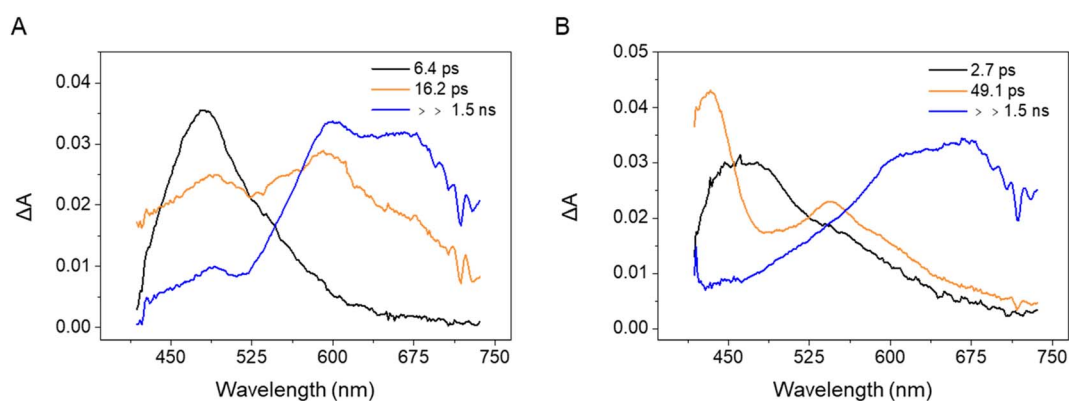 A
6.4 ps
16.2 ps
> > 1.5 ns
0.04
0.03
0.02
0.01
0.00
ΔA
450 525 600 675 750
Wavelength (nm)
B
2.7 ps
49.1 ps
> > 1.5 ns
0.05
0.04
0.03
0.02
0.01
0.00
ΔA
450 525 600 675 750
Wavelength (nm)